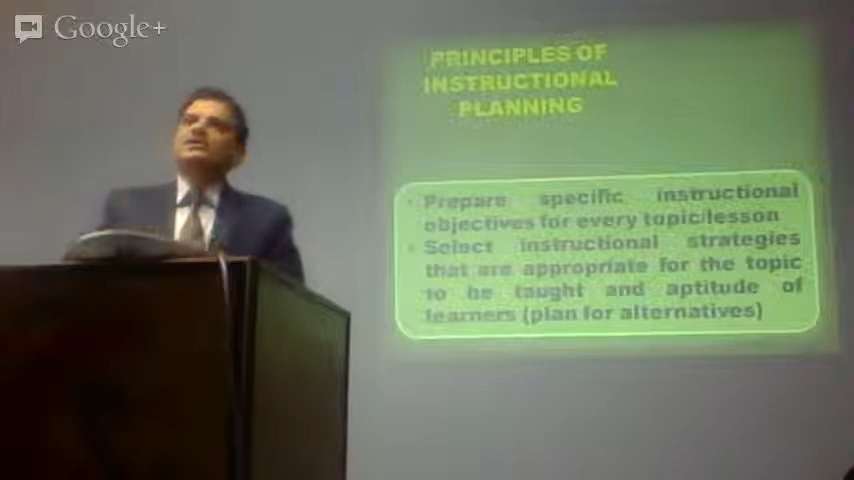 Google+
PRINCIPLES OF
INSTRUCTIONAL
PLANNING
• Prepare specific instructional
objectives for every topic/lesson
• Select instructional strategies
that are appropriate for the topic
to be taught and aptitude of
learners (plan for alternatives)